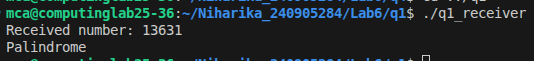 mca@computinglab25-36:~/Niharika_240905284/Lab6/q1$ ./q1_receiver
Received number: 13631
Palindrome